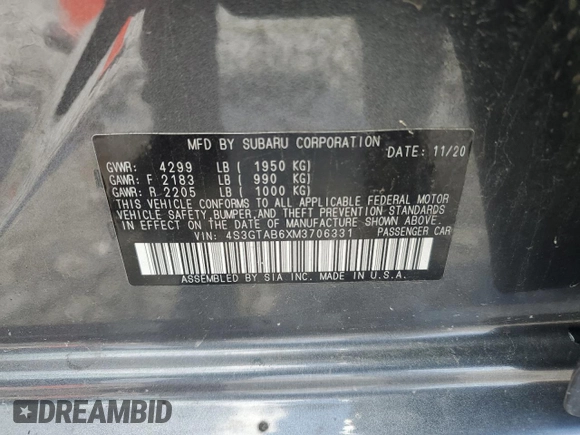 MFD BY SUBARU CORPORATION
DATE: 11/20
GVWR: 4299 LB ( 1950 KG)
GAWR: F 2183 LB ( 990 KG)
GAWR: R 2205 LB ( 1000 KG)
THIS VEHICLE CONFORMS TO ALL APPLICABLE FEDERAL MOTOR
VEHICLE SAFETY, BUMPER, AND THEFT PREVENTION STANDARDS
IN EFFECT ON THE DATE OF MANUFACTURE SHOWN ABOVE.
VIN: 4S3GTAB6XM3706331 PASSENGER CAR
ASSEMBLED BY SIA INC. MADE IN U.S.A.
DREAMBID